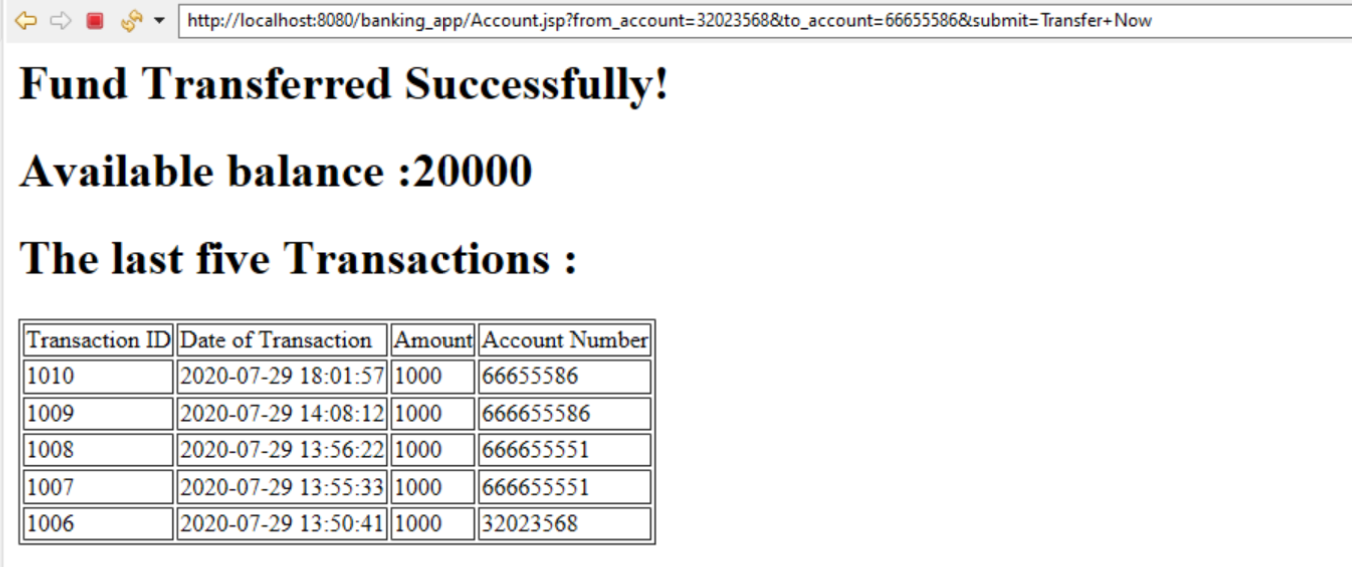 http://localhost:8080/banking_app/Account.jsp?from_account=32023568&to_account=66655586&submit=Transfer+Now
Fund Transferred Successfully!
Available balance :20000
The last five Transactions :
Transaction ID Date of Transaction Amount Account Number
1010 2020-07-29 18:01:57 1000 66655586
1009 2020-07-29 14:08:12 1000 666655586
1008 2020-07-29 13:56:22 1000 666655551
1007 2020-07-29 13:55:33 1000 666655551
1006 2020-07-29 13:50:41 1000 32023568